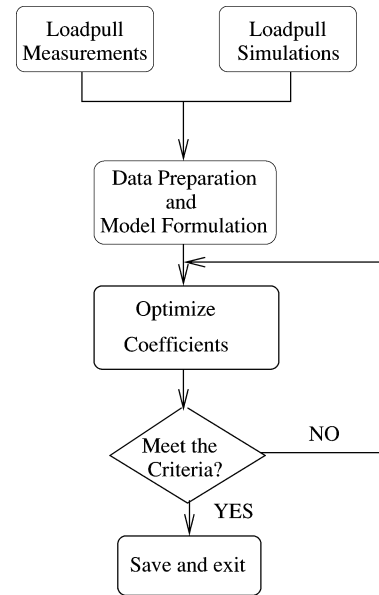 Loadpull
Measurements
Loadpull
Simulations
Data Preparation
and
Model Formulation
Optimize
Coefficients
Meet the
Criteria?
NO
YES
Save and exit